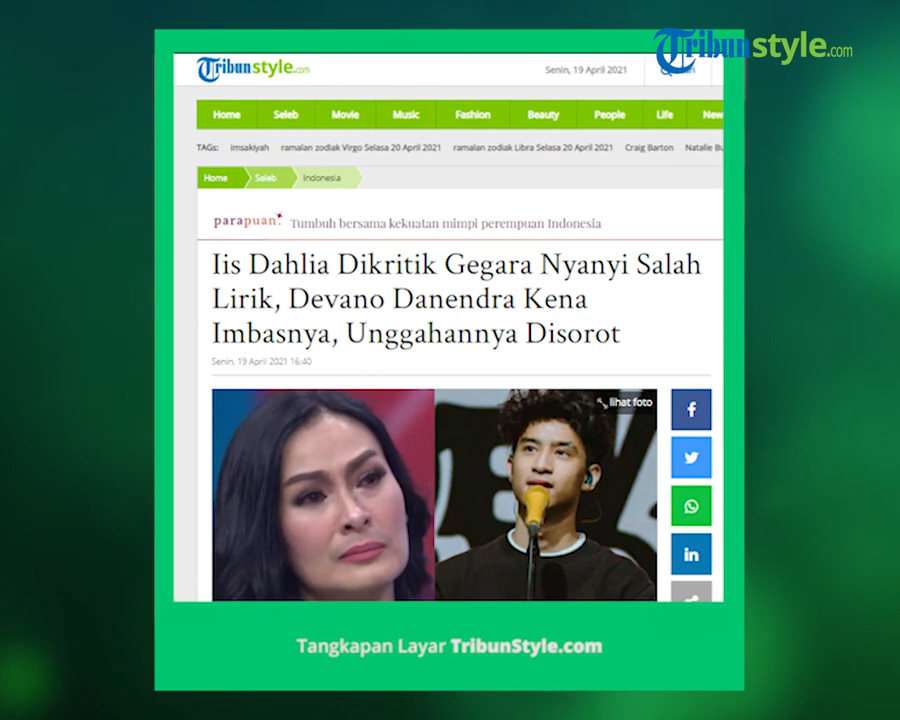 Tribunstyle.com
Tribunstyle.com
Senin, 19 April 2021
Home Seleb Movie Music Fashion Beauty People Life New
TAGs: imsakiyah ramalan zodiak Virgo Selasa 20 April 2021 ramalan zodiak Libra Selasa 20 April 2021 Craig Barton Natalie Bu
Home Seleb Indonesia
parapuan. Tumbuh bersama kekuatan mimpi perempuan Indonesia
Iis Dahlia Dikritik Gegara Nyanyi Salah
Lirik, Devano Danendra Kena
Imbasnya, Unggahannya Disorot
Senin, 19 April 2021 16:40
lihat foto
Tangkapan Layar TribunStyle.com